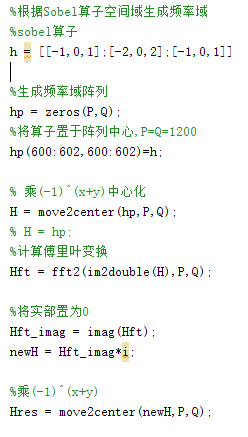 %根据Sobel算子空间域生成频率域
%sobel算子
h = [[-1,0,1];[-2,0,2];[-1,0,1]]
%生成频率域阵列
hp = zeros(P,Q);
%将算子置于阵列中心,P=Q=1200
hp(600:602,600:602)=h;
% 乘(-1)^(x+y)中心化
H = move2center(hp,P,Q);
% H = hp;
%计算傅里叶变换
Hft = fft2(im2double(H),P,Q);
%将实部置为0
Hft_imag = imag(Hft);
newH = Hft_imag*i;
%乘(-1)^(x+y)
Hres = move2center(newH,P,Q);